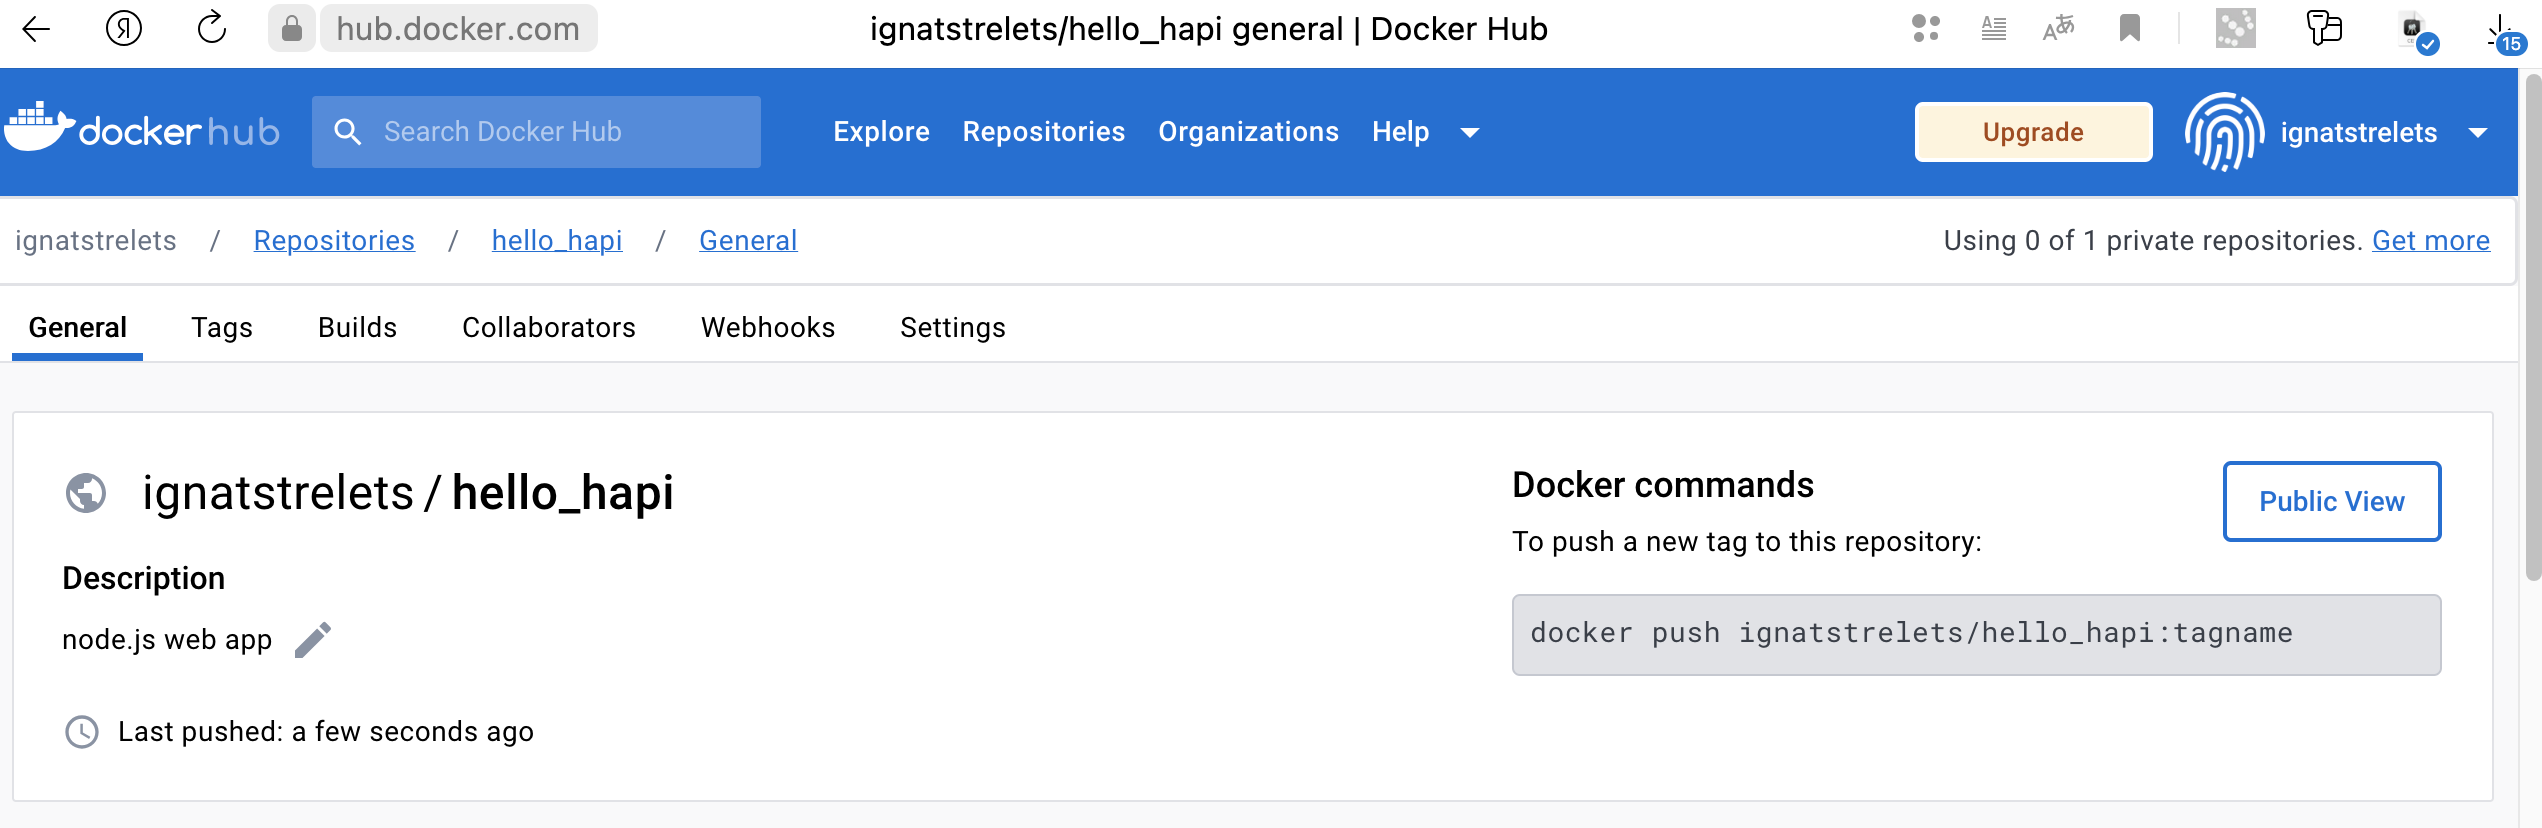 Я hub.docker.com ignatstrelets/hello_hapi general | Docker Hub 15
docker hub Search Docker Hub Explore Repositories Organizations Help Upgrade ignatstrelets
ignatstrelets / Repositories / hello_hapi / General Using 0 of 1 private repositories. Get more
General Tags Builds Collaborators Webhooks Settings
ignatstrelets / hello_hapi
Description
node.js web app
Last pushed: a few seconds ago
Docker commands
Public View
To push a new tag to this repository:
docker push ignatstrelets/hello_hapi:tagname